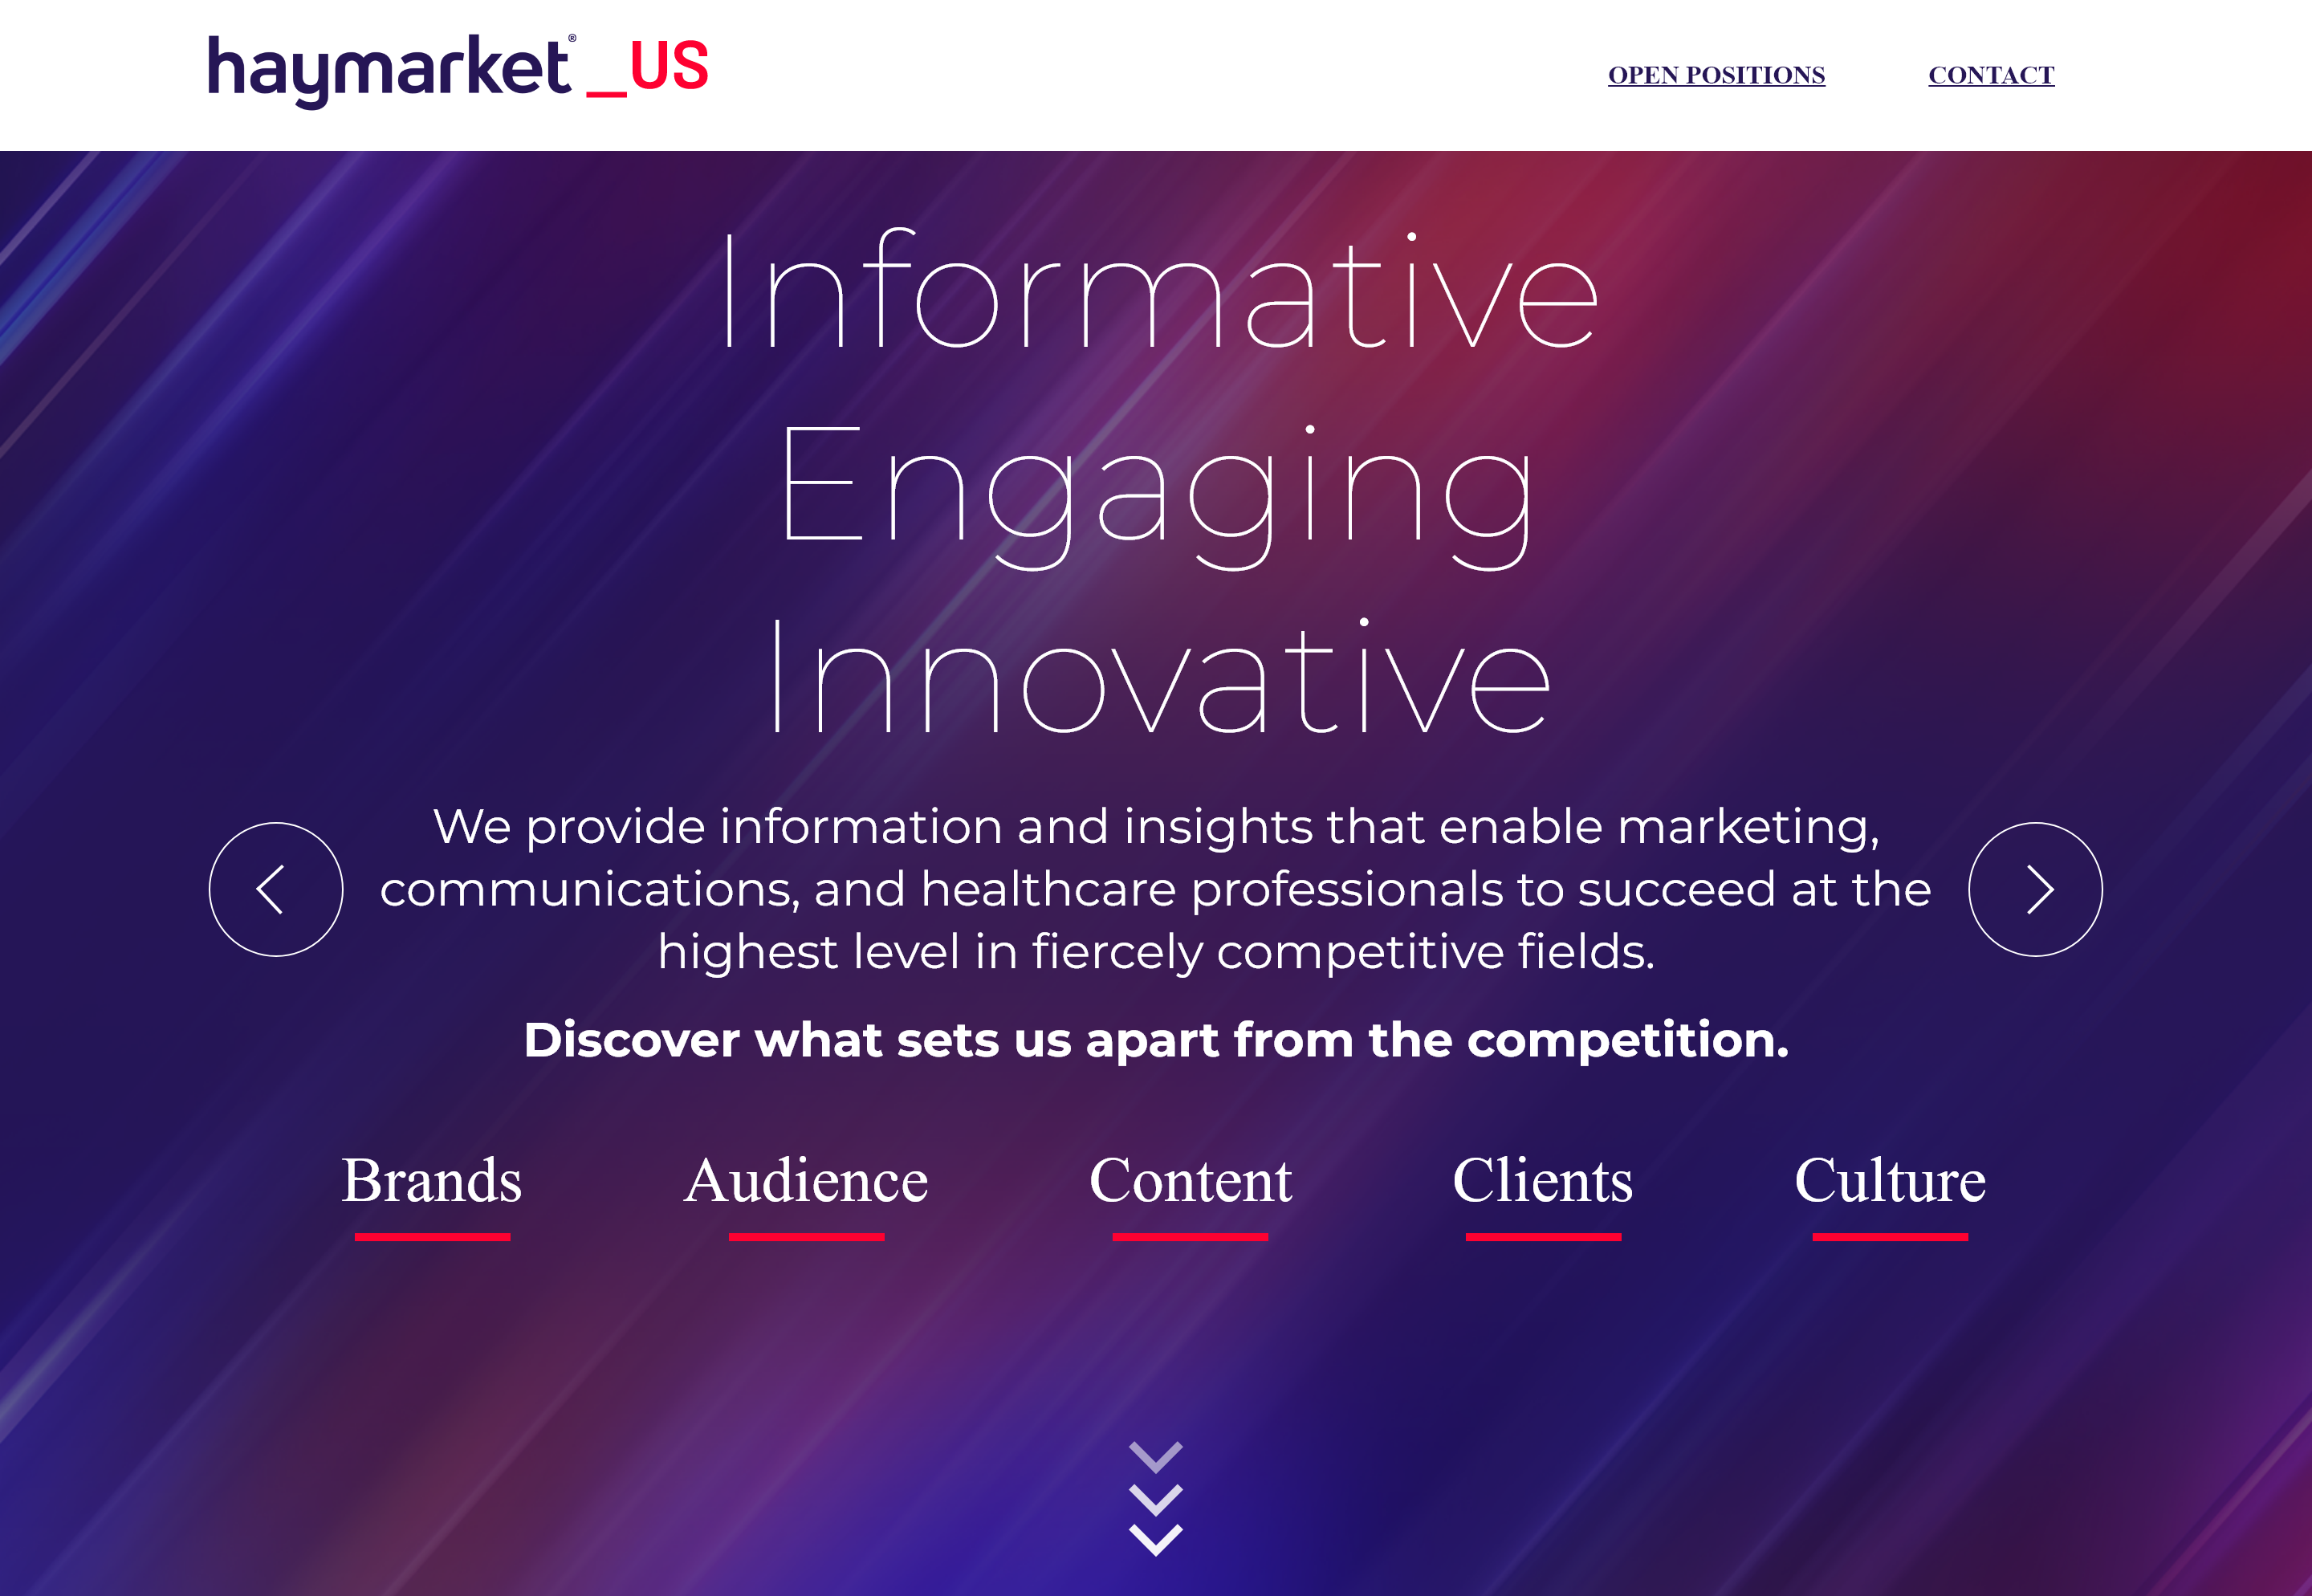 haymarket® _US
OPEN POSITIONS CONTACT
Informative
Engaging
Innovative
We provide information and insights that enable marketing,
communications, and healthcare professionals to succeed at the
highest level in fiercely competitive fields.
Discover what sets us apart from the competition.
Brands Audience Content Clients Culture